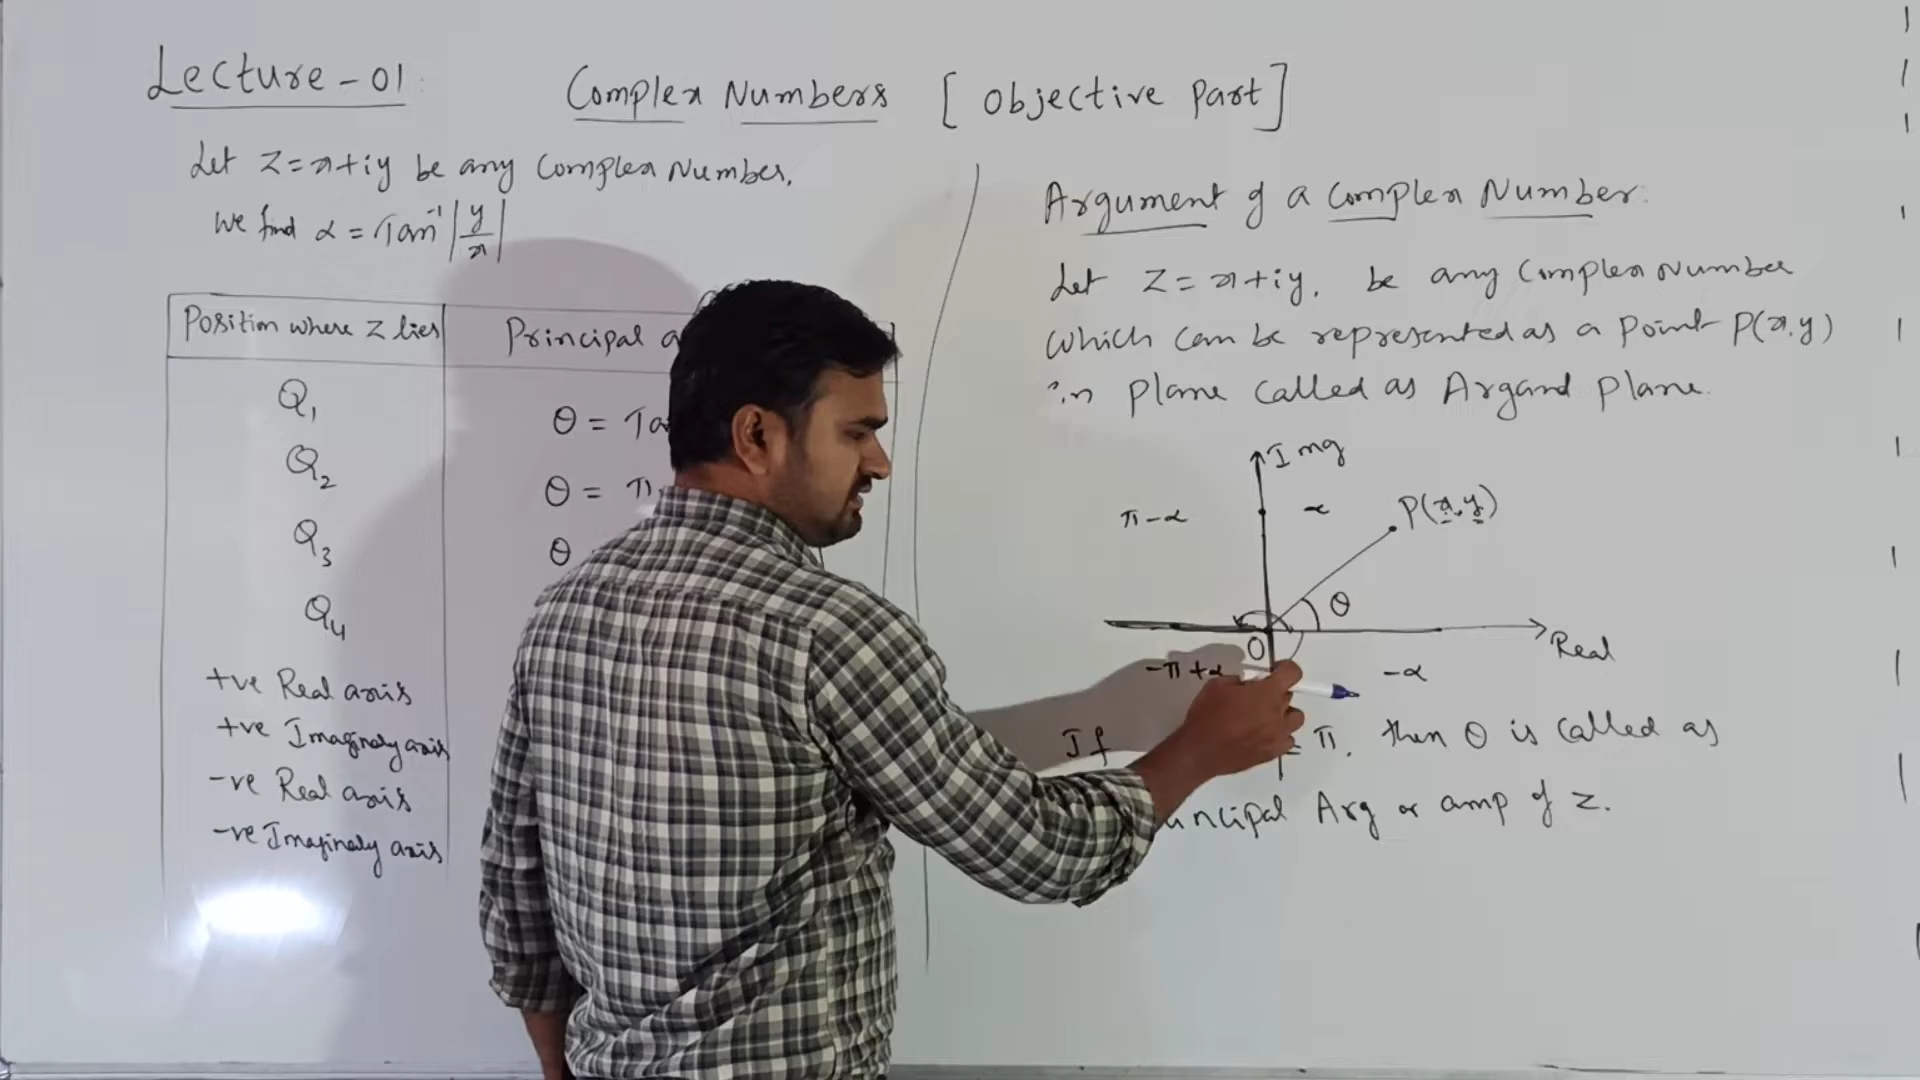 Lecture-01
Complex Numbers [Objective Part]
Let z=x+iy be any Complex Number.
We find α = Tan⁻¹|y/x|
Position where z lies
Principal
Q₁
θ = Ta
Q₂
θ = π
Q₃
θ
Q₄
+ve Real axis
+ve Imaginaly axis
-ve Real axis
-ve Imaginaly axis
Argument of a Complex Number.
Let z=x+iy. be any Complex Number
which can be represented as a point P(x,y)
in plane called as Argand plane.
Img
π-α
α
P(x,y)
θ
O
Real
-π+α
-α
If
π. then θ is called as
uncipal Arg or amp of z.